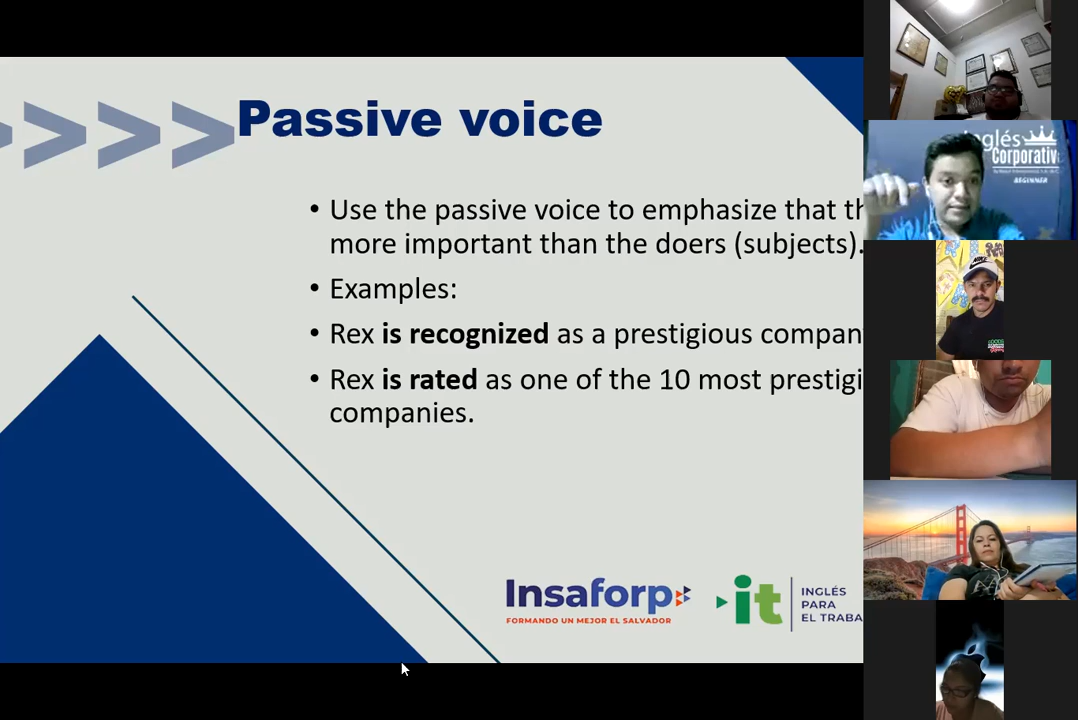 >>>>
Passive voice
• Use the passive voice to emphasize that th
more important than the doers (subjects).
• Examples:
• Rex is recognized as a prestigious compan
• Rex is rated as one of the 10 most prestigi
companies.
Insaforp
FORMANDO UN MEJOR EL SALVADOR
it
INGLÉS
PARA
EL TRABA
Inglés
Corporativ
BEGINNER
NIKE